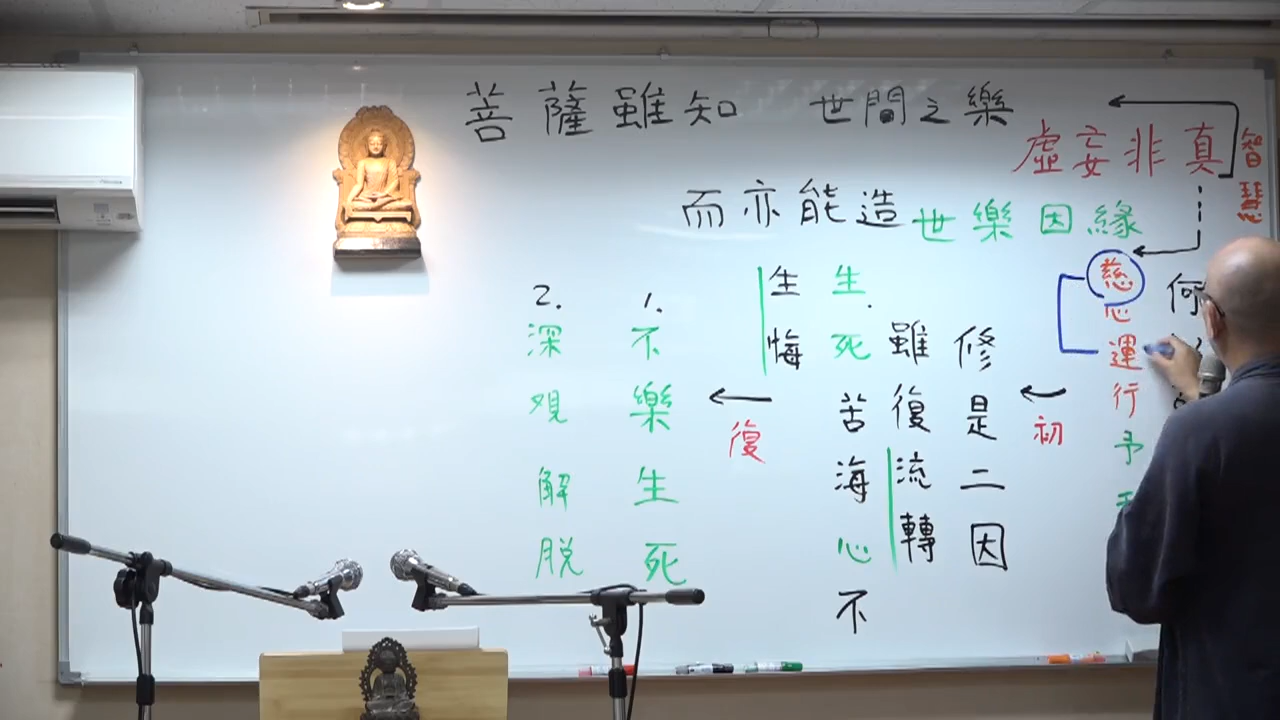 菩薩雖知 世間之樂
虛妄非真
智慧
而亦能造世樂因緣
何
慈心運行予
初
修是二因
雖復流轉
生死苦海心不
生悔
復
1.不樂生死
2.深觀解脫